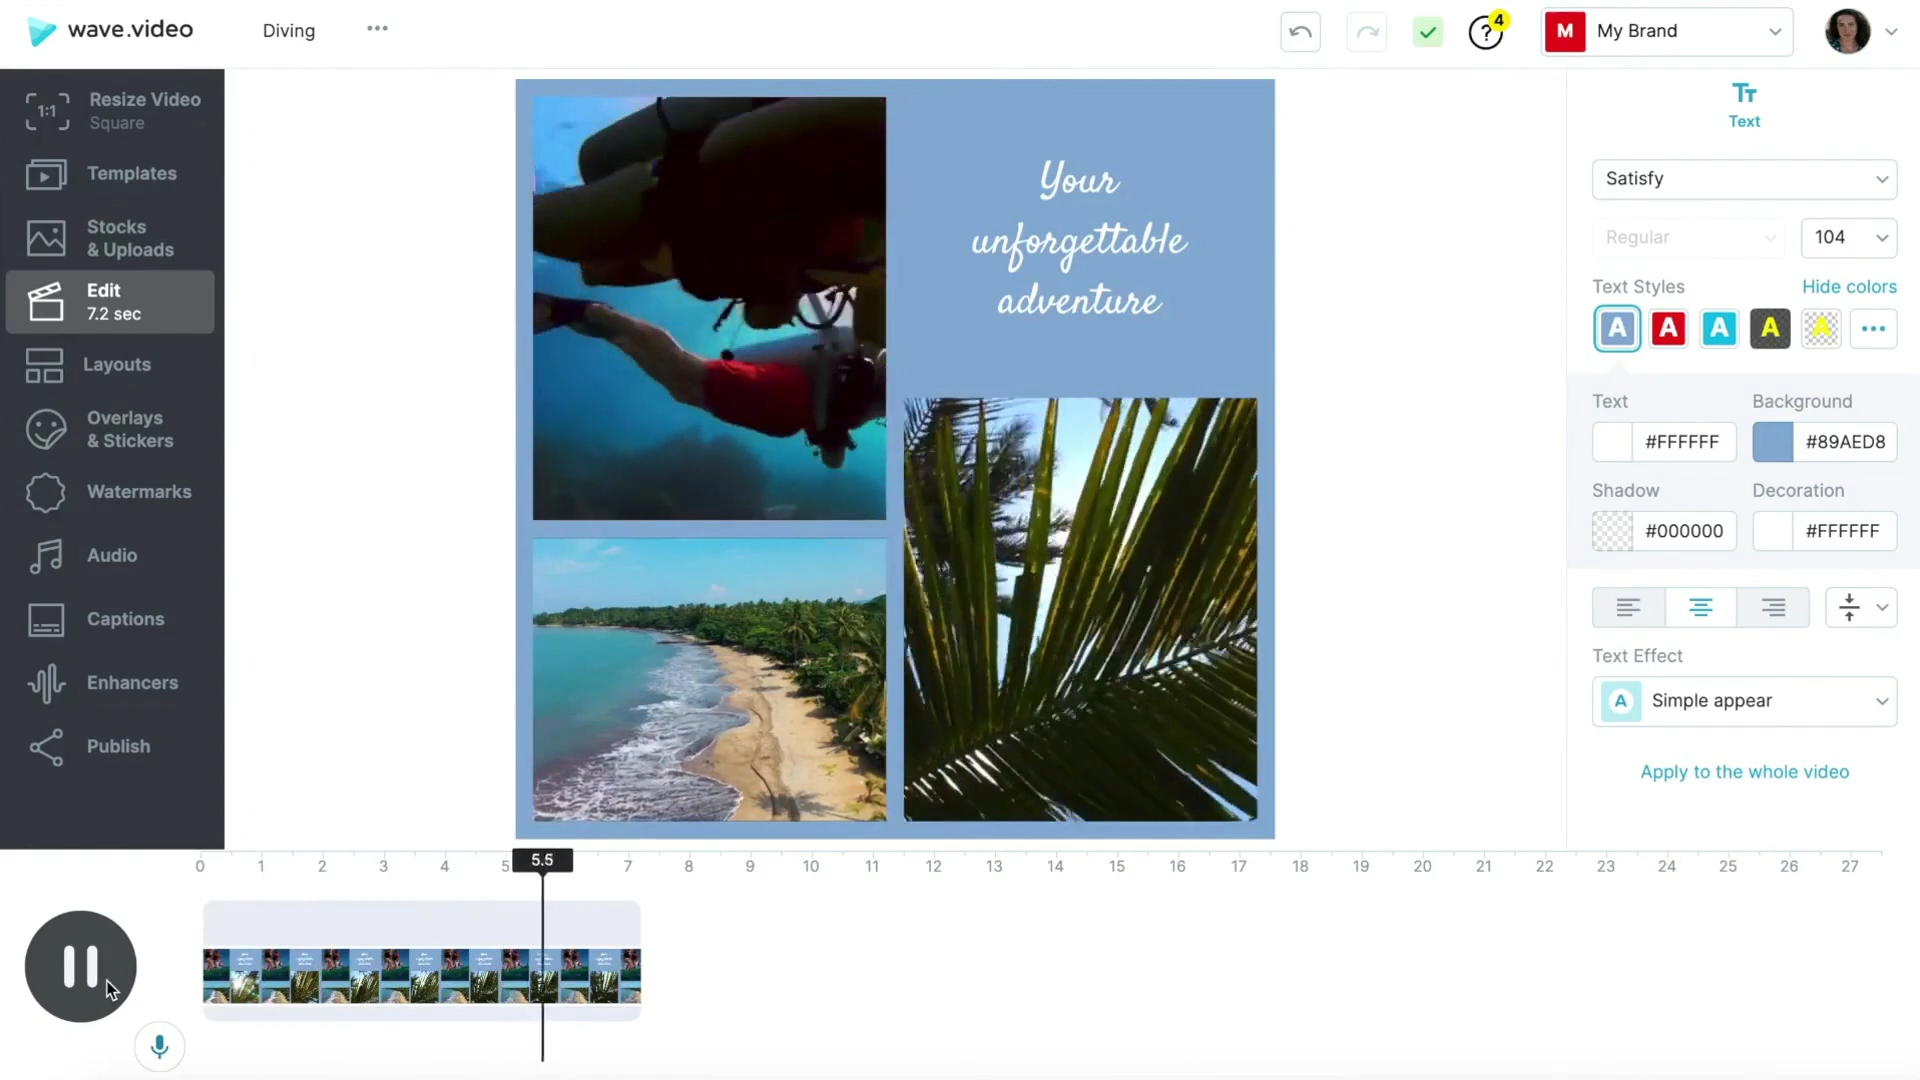 wave.video
Diving
4
?
M
My Brand
1:1
Resize Video
Square
Templates
Stocks
& Uploads
Edit
7.2 sec
Layouts
Overlays
& Stickers
Watermarks
Audio
Captions
Enhancers
Publish
Your
unforgettable
adventure
TT
Text
Satisfy
Regular
104
Text Styles
Hide colors
A A A A A
Text
Background
#FFFFFF
#89AED8
Shadow
Decoration
#000000
#FFFFFF
Text Effect
A
Simple appear
Apply to the whole video
0 1 2 3 4 5 5.5 7 8 9 10 11 12 13 14 15 16 17 18 19 20 21 22 23 24 25 26 27